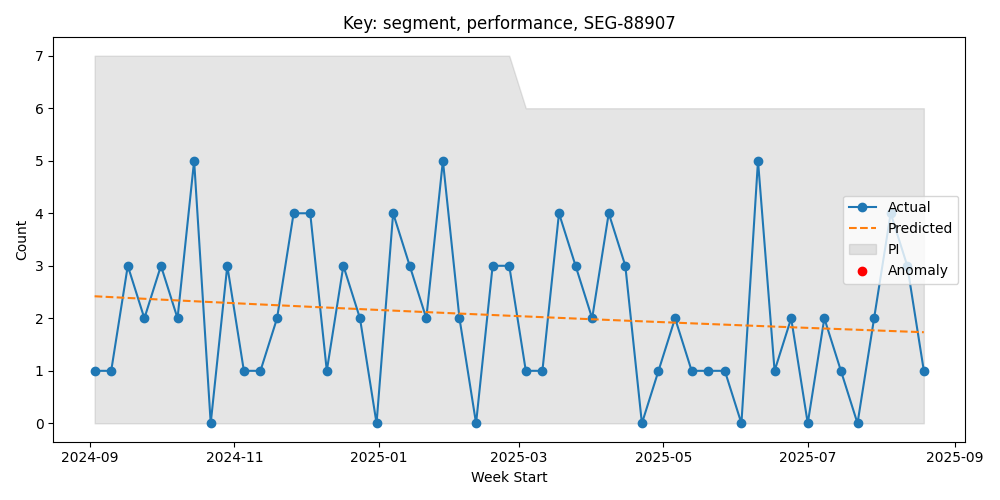 Key: segment, performance, SEG-88907
7
6
5
4
3
2
1
0
Count
Actual
Predicted
PI
Anomaly
2024-09
2024-11
2025-01
2025-03
2025-05
2025-07
2025-09
Week Start